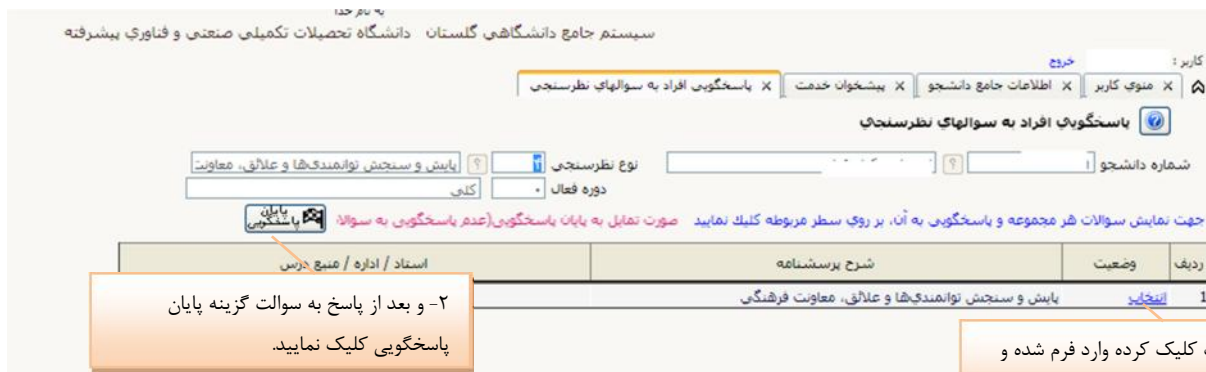 به نام خدا
سیستم جامع دانشگاهی گلستان دانشگاه تحصیلات تکمیلی صنعتی و فناوری پیشرفته
کاربر : خروج
منوی کاربر × اطلاعات جامع دانشجو × پیشخوان خدمت × پاسخگویی افراد به سوالهای نظرسنجی ×
پاسخگویی افراد به سوالهای نظرسنجی
شماره دانشجو ? نوع نظرسنجی ? پایش و سنجش توانمندی‌ها و علائق، معاونت
دوره فعال ۰ کلی
جهت نمایش سوالات هر مجموعه و پاسخگویی به آن، بر روی سطر مربوطه کلیک نمایید صورت تمایل به پایان پاسخگویی(عدم پاسخگویی به سوالا پایان پاسخگویی
ردیف وضعیت شرح پرسشنامه استاد / اداره / منبع درس
1 انتخاب پایش و سنجش توانمندی‌ها و علائق، معاونت فرهنگی
۲- و بعد از پاسخ به سوالت گزینه پایان
پاسخگویی کلیک نمایید.
کلیک کرده وارد فرم شده و